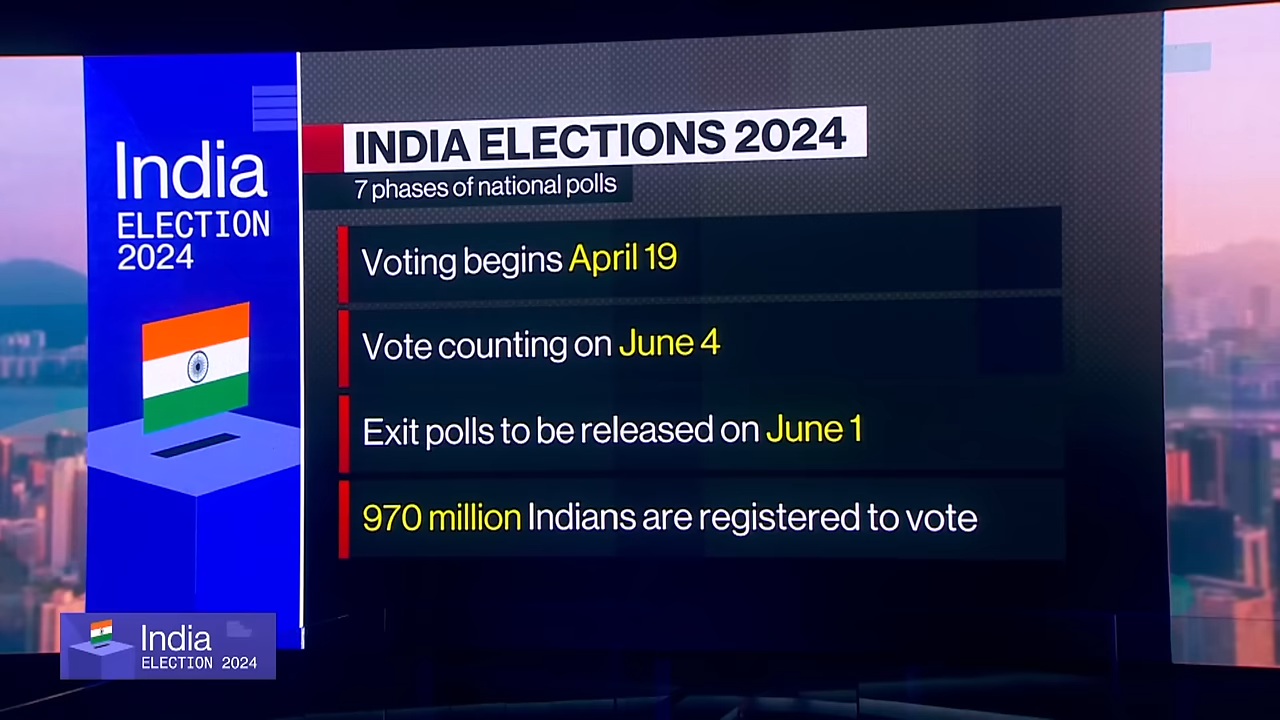 India
ELECTION
2024
INDIA ELECTIONS 2024
7 phases of national polls
Voting begins April 19
Vote counting on June 4
Exit polls to be released on June 1
970 million Indians are registered to vote
India
ELECTION 2024